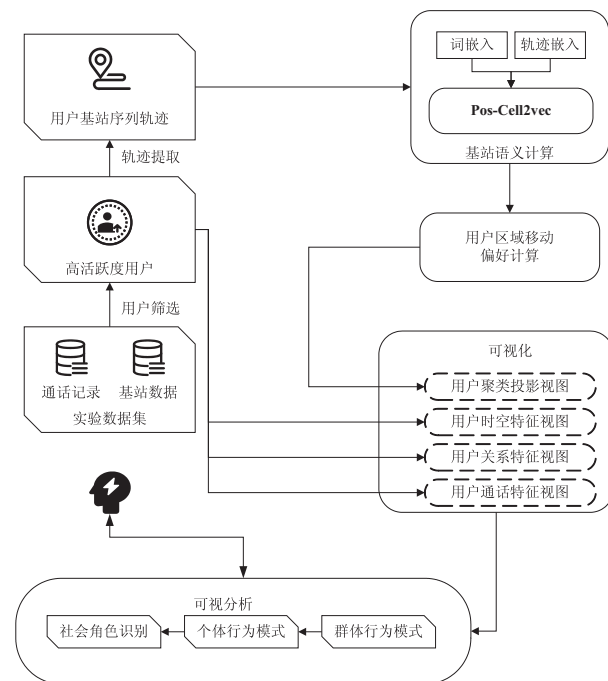 词嵌入
轨迹嵌入
Pos-Cell2vec
基站语义计算
用户基站序列轨迹
轨迹提取
高活跃度用户
用户筛选
通话记录
基站数据
实验数据集
用户区域移动
偏好计算
可视化
用户聚类投影视图
用户时空特征视图
用户关系特征视图
用户通话特征视图
可视分析
社会角色识别
个体行为模式
群体行为模式